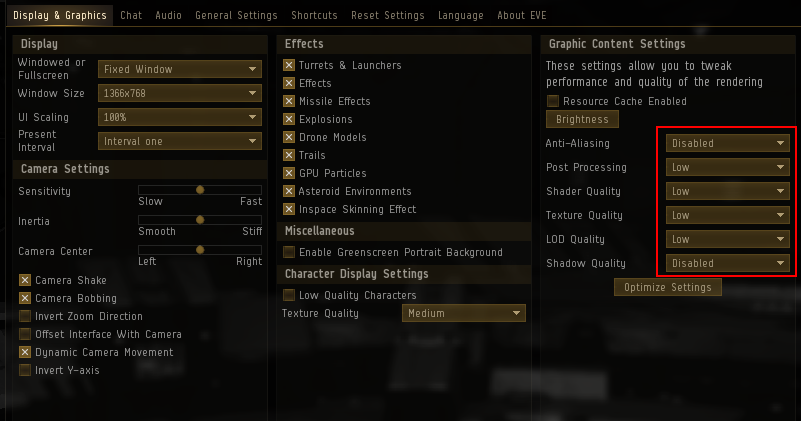 Display & Graphics Chat Audio General Settings Shortcuts Reset Settings Language About EVE
Display
Windowed or Fullscreen Fixed Window
Window Size 1366x768
UI Scaling 100%
Present Interval Interval one
Camera Settings
Sensitivity
Slow Fast
Inertia
Smooth Stiff
Camera Center
Left Right
Camera Shake
Camera Bobbing
Invert Zoom Direction
Offset Interface With Camera
Dynamic Camera Movement
Invert Y-axis
Effects
Turrets & Launchers
Effects
Missile Effects
Explosions
Drone Models
Trails
GPU Particles
Asteroid Environments
Inspace Skinning Effect
Miscellaneous
Enable Greenscreen Portrait Background
Character Display Settings
Low Quality Characters
Texture Quality Medium
Graphic Content Settings
These settings allow you to tweak
performance and quality of the rendering
Resource Cache Enabled
Brightness
Anti-Aliasing Disabled
Post Processing Low
Shader Quality Low
Texture Quality Low
LOD Quality Low
Shadow Quality Disabled
Optimize Settings